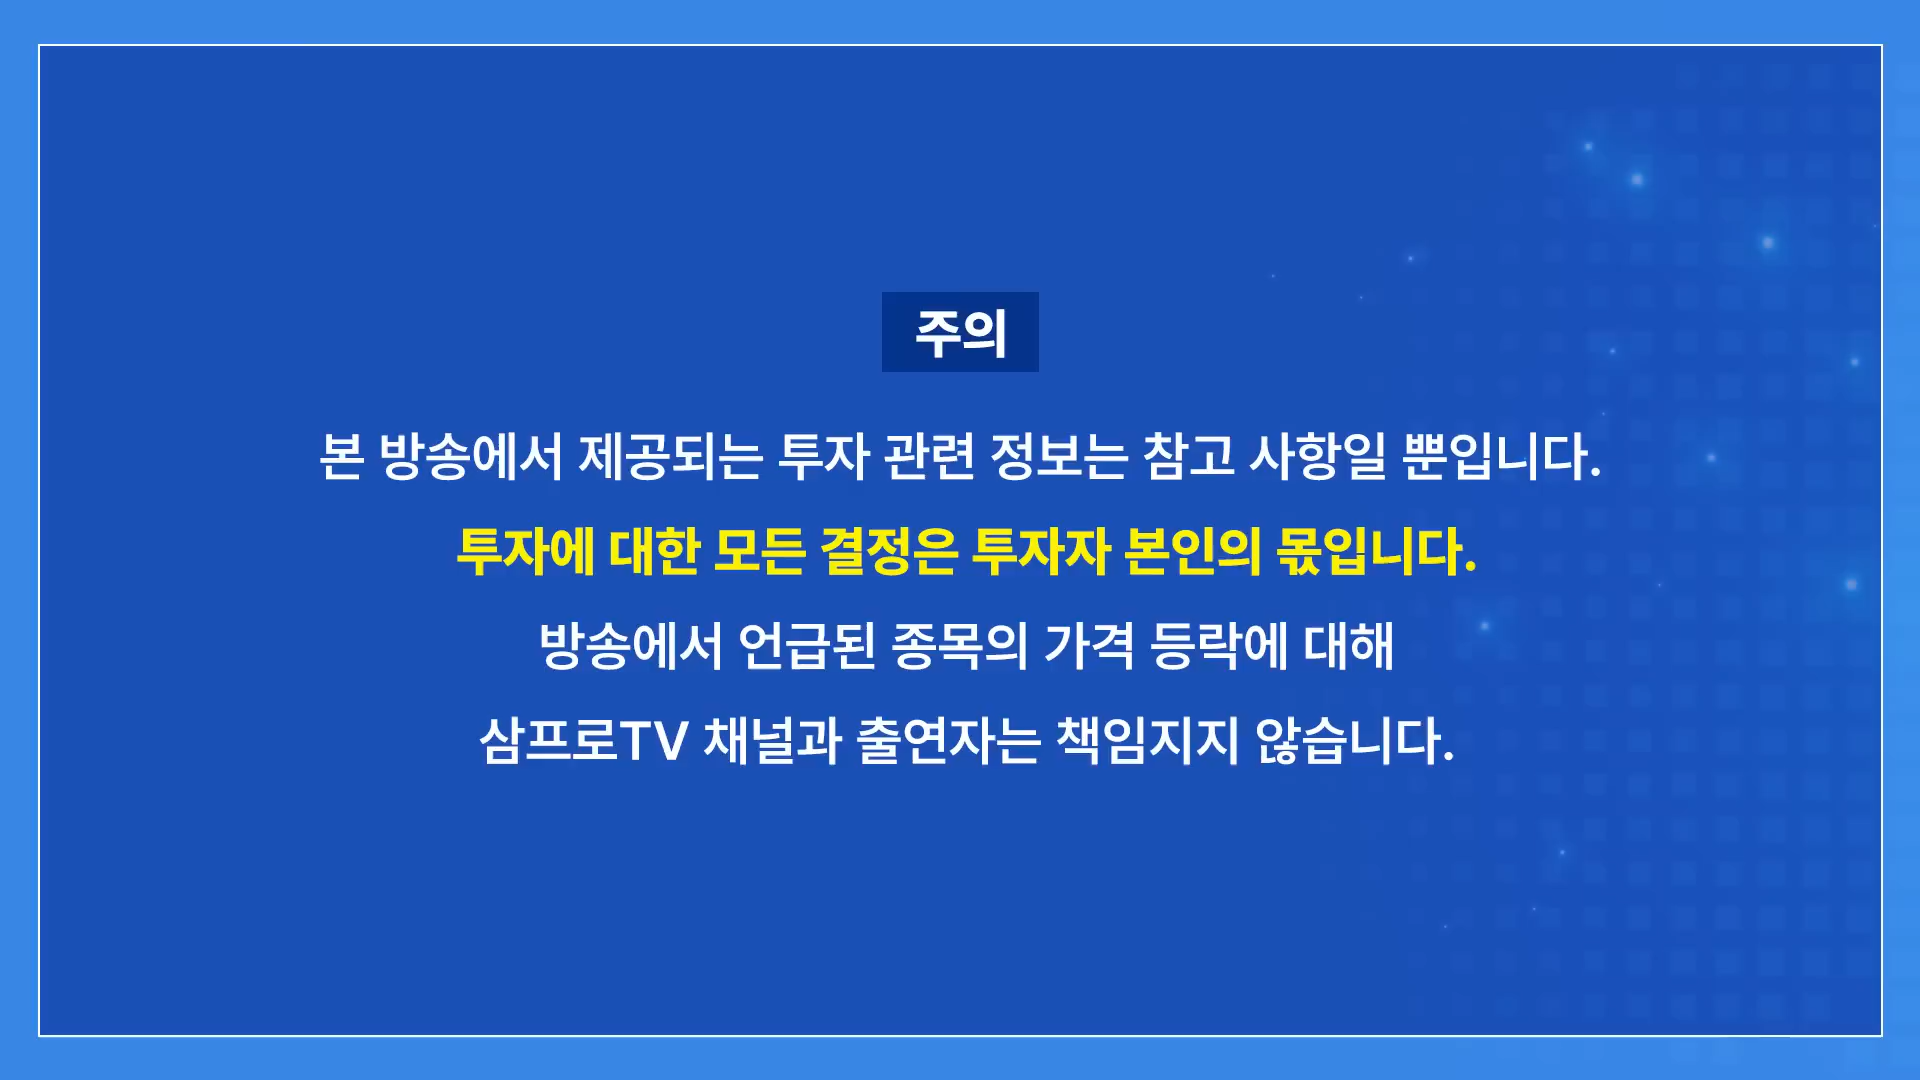 주의
본 방송에서 제공되는 투자 관련 정보는 참고 사항일 뿐입니다.
투자에 대한 모든 결정은 투자자 본인의 몫입니다.
방송에서 언급된 종목의 가격 등락에 대해
삼프로TV 채널과 출연자는 책임지지 않습니다.